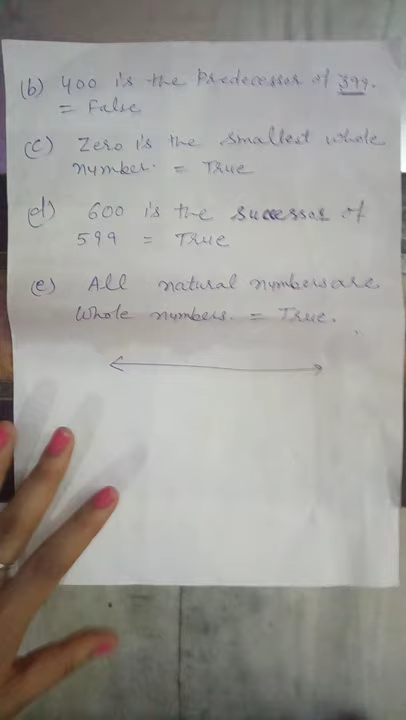 (b) 400 is the Predecessor of 399.
= False
(c) Zero is the smallest whole
number. = True
d) 600 is the successor of
599 = True
(e) All natural numbers are
Whole numbers. = True.